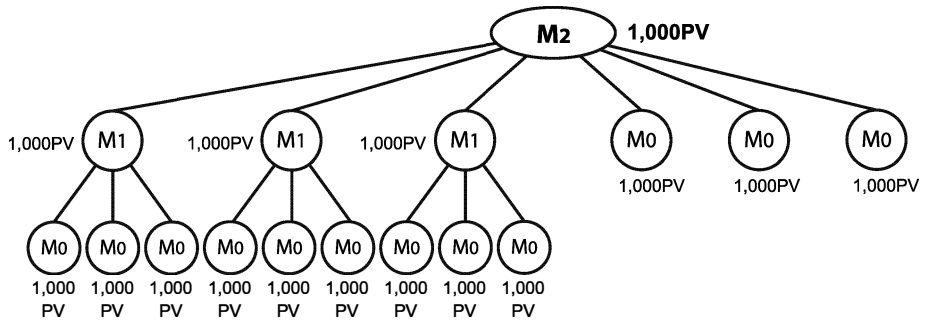 M2 1,000PV
1,000PV M1 1,000PV M1 1,000PV M1 M0 M0 M0
1,000PV 1,000PV 1,000PV
M0 M0 M0 M0 M0 M0 M0 M0 M0
1,000 1,000 1,000 1,000 1,000 1,000 1,000 1,000 1,000
PV PV PV PV PV PV PV PV PV